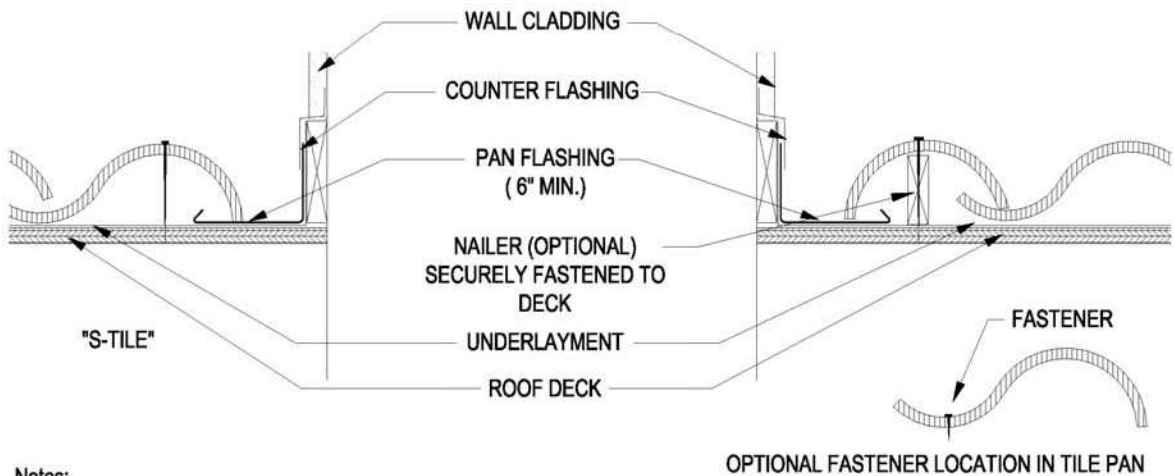 WALL CLADDING
COUNTER FLASHING
PAN FLASHING
( 6" MIN.)
NAILER (OPTIONAL)
SECURELY FASTENED TO
DECK
"S-TILE"
UNDERLAYMENT
ROOF DECK
FASTENER
OPTIONAL FASTENER LOCATION IN TILE PAN
Notes: